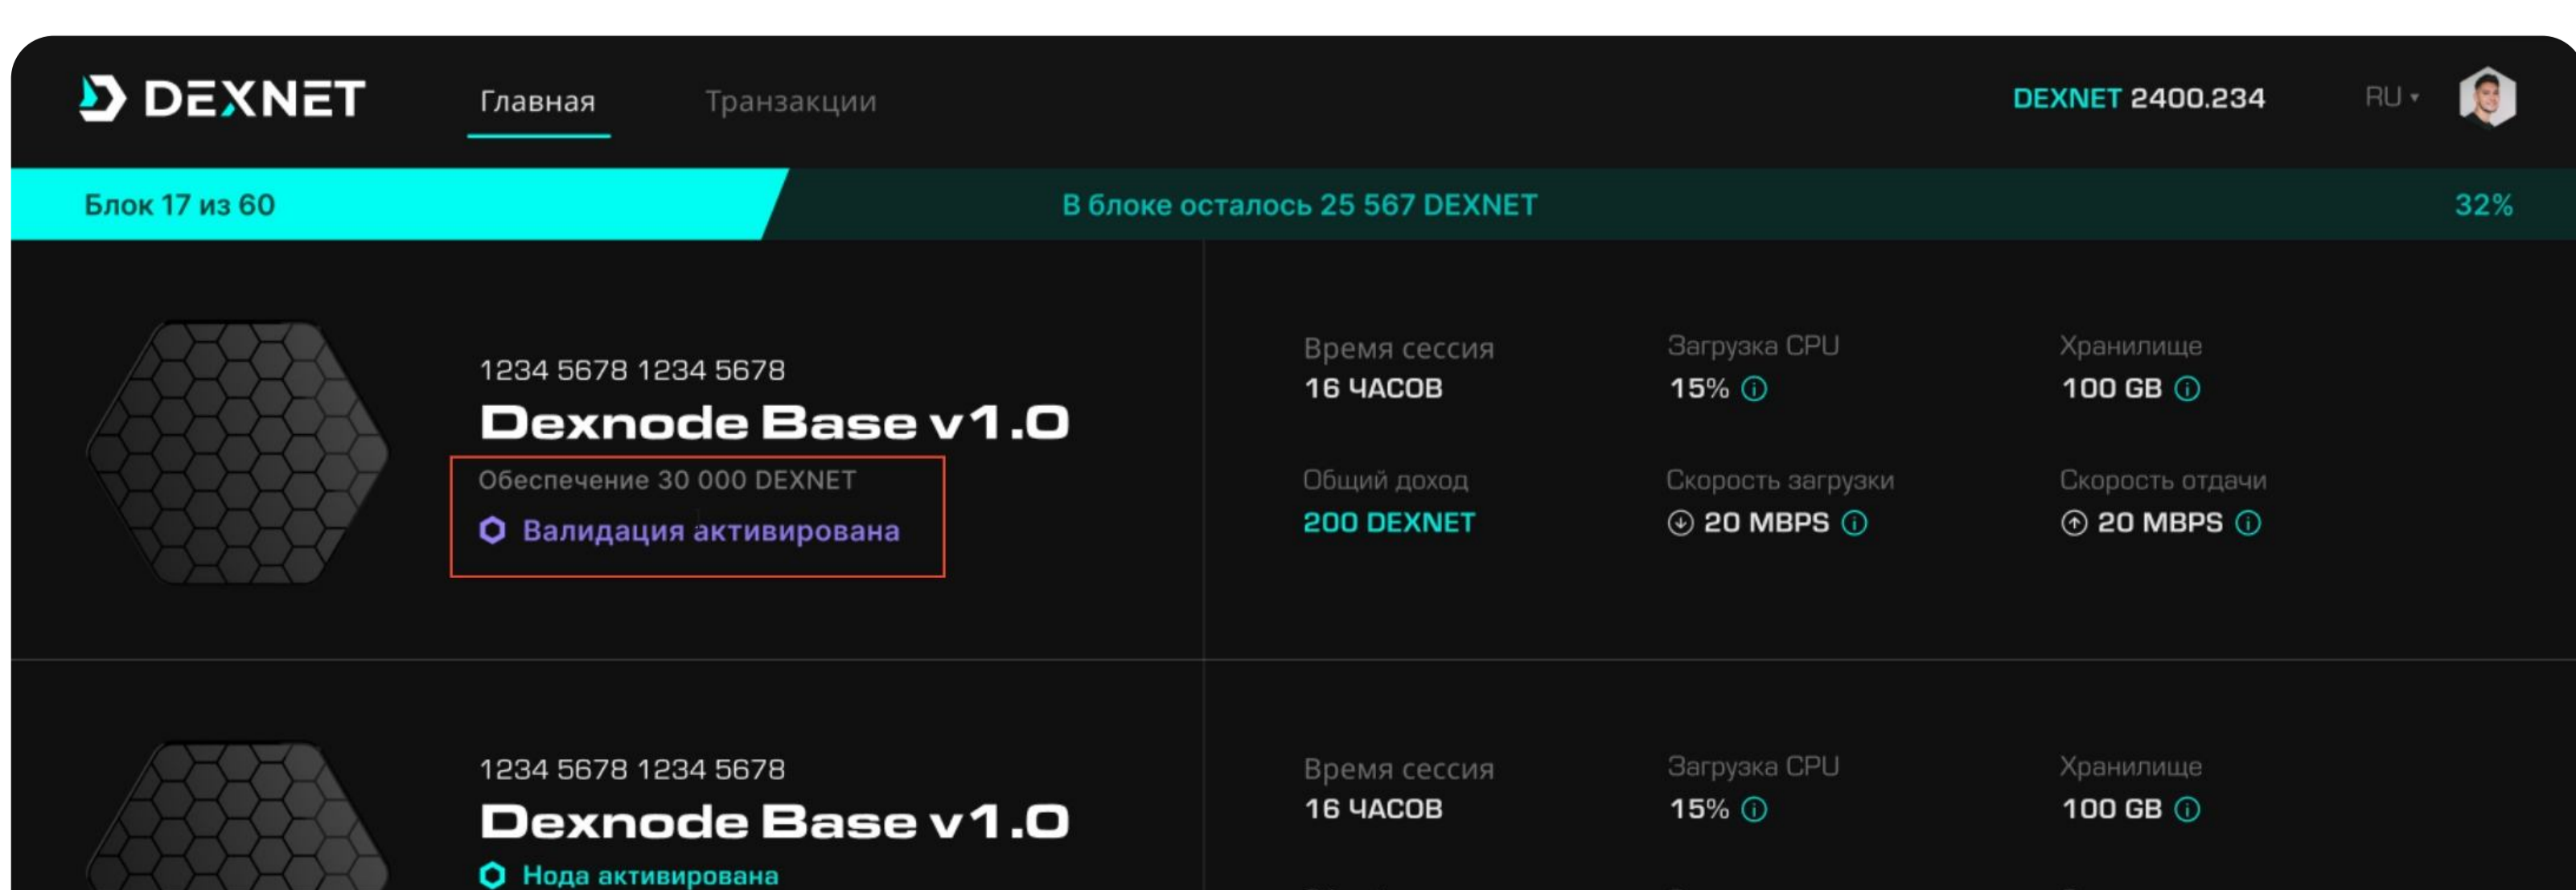 DEXNET
Главная
Транзакции
DEXNET 2400.234
RU
Блок 17 из 60
В блоке осталось 25 567 DEXNET
32%
1234 5678 1234 5678
Dexnode Base v1.0
Обеспечение 30 000 DEXNET
Валидация активирована
Время сессия
16 ЧАСОВ
Загрузка CPU
15%
Хранилище
100 GB
Общий доход
200 DEXNET
Скорость загрузки
20 MBPS
Скорость отдачи
20 MBPS
1234 5678 1234 5678
Dexnode Base v1.0
Нода активирована
Время сессия
16 ЧАСОВ
Загрузка CPU
15%
Хранилище
100 GB